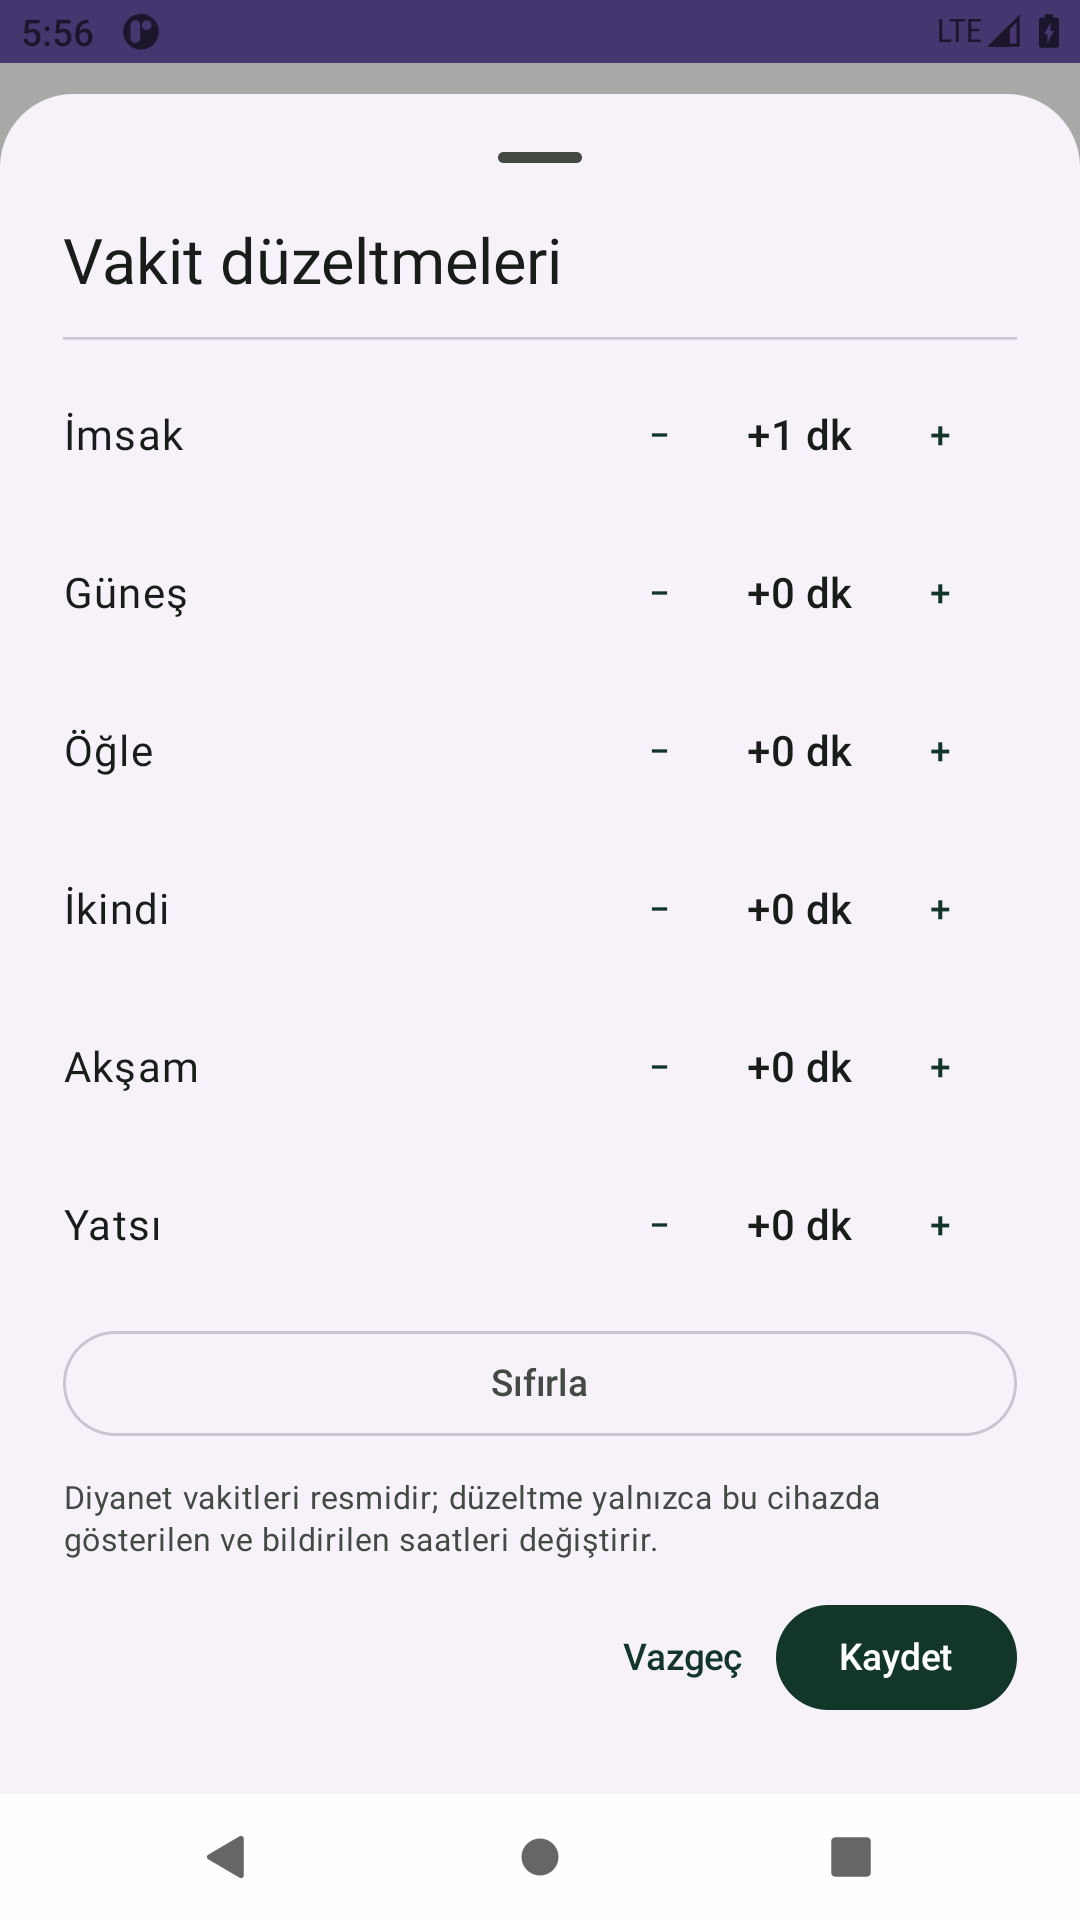 5:56 LTE
Vakit düzeltmeleri
İmsak − +1 dk +
Güneş − +0 dk +
Öğle − +0 dk +
İkindi − +0 dk +
Akşam − +0 dk +
Yatsı − +0 dk +
Sıfırla
Diyanet vakitleri resmidir; düzeltme yalnızca bu cihazda
gösterilen ve bildirilen saatleri değiştirir.
Vazgeç Kaydet